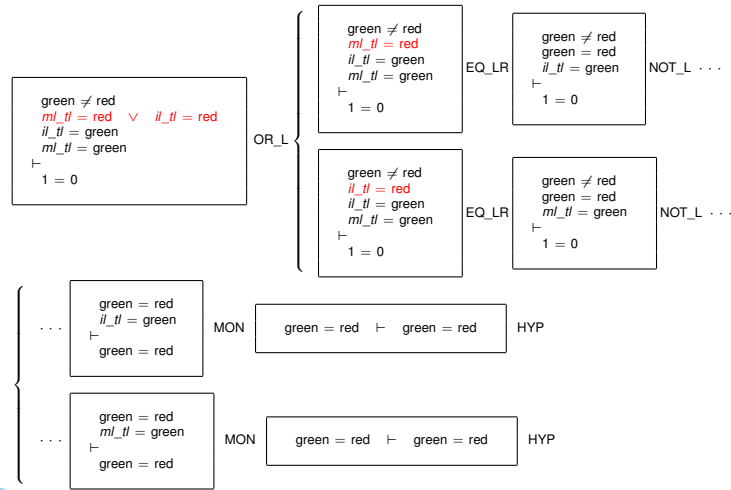 green ≠ red
ml_tl = red ∨ il_tl = red
il_tl = green
ml_tl = green
⊢
1 = 0
OR_L
green ≠ red
ml_tl = red
il_tl = green
ml_tl = green
⊢
1 = 0
EQ_LR
green ≠ red
green = red
il_tl = green
⊢
1 = 0
NOT_L · · ·
green ≠ red
il_tl = red
il_tl = green
ml_tl = green
⊢
1 = 0
EQ_LR
green ≠ red
green = red
ml_tl = green
⊢
1 = 0
NOT_L · · ·
· · ·
green = red
il_tl = green
⊢
green = red
MON
green = red ⊢ green = red
HYP
· · ·
green = red
ml_tl = green
⊢
green = red
MON
green = red ⊢ green = red
HYP